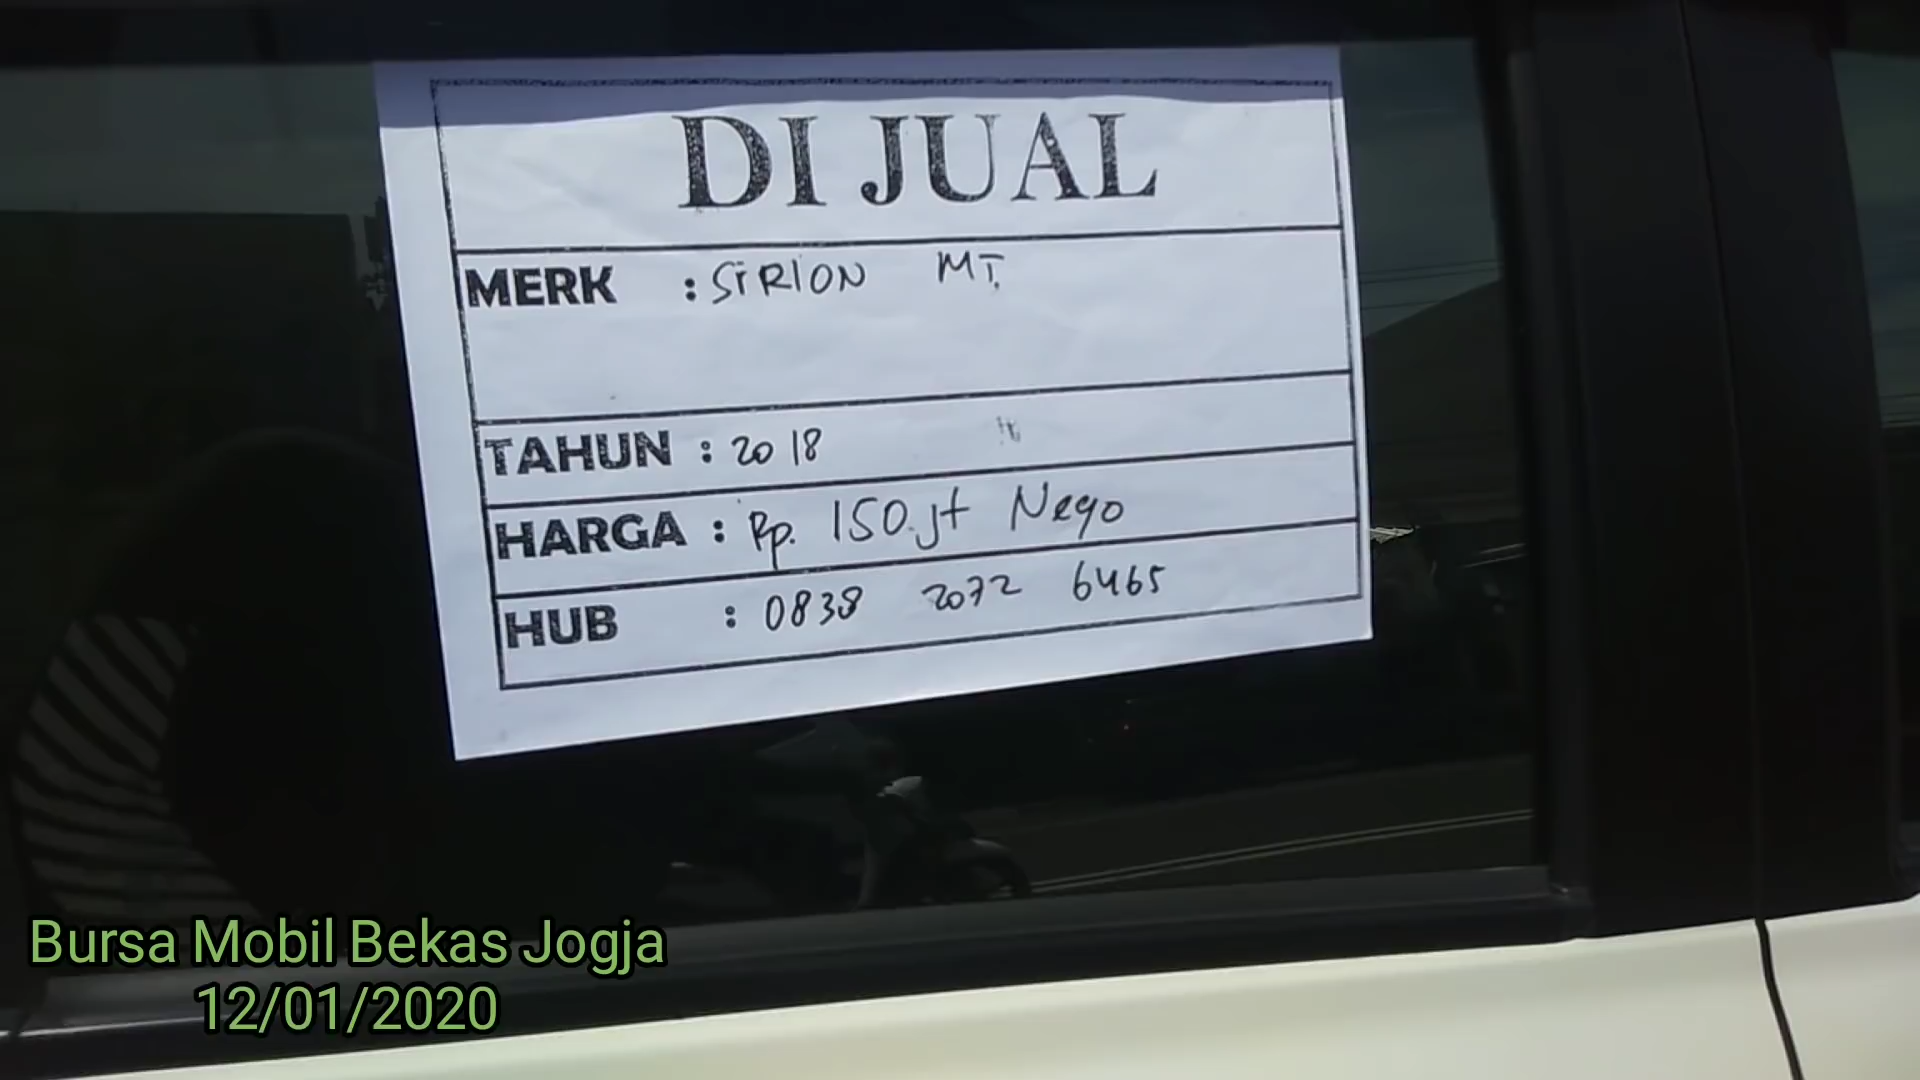 DI JUAL
MERK : SiRION MT.
TAHUN : 2018
HARGA : Rp. 150.jt Nego
HUB : 0838 2072 6465
Bursa Mobil Bekas Jogja
12/01/2020